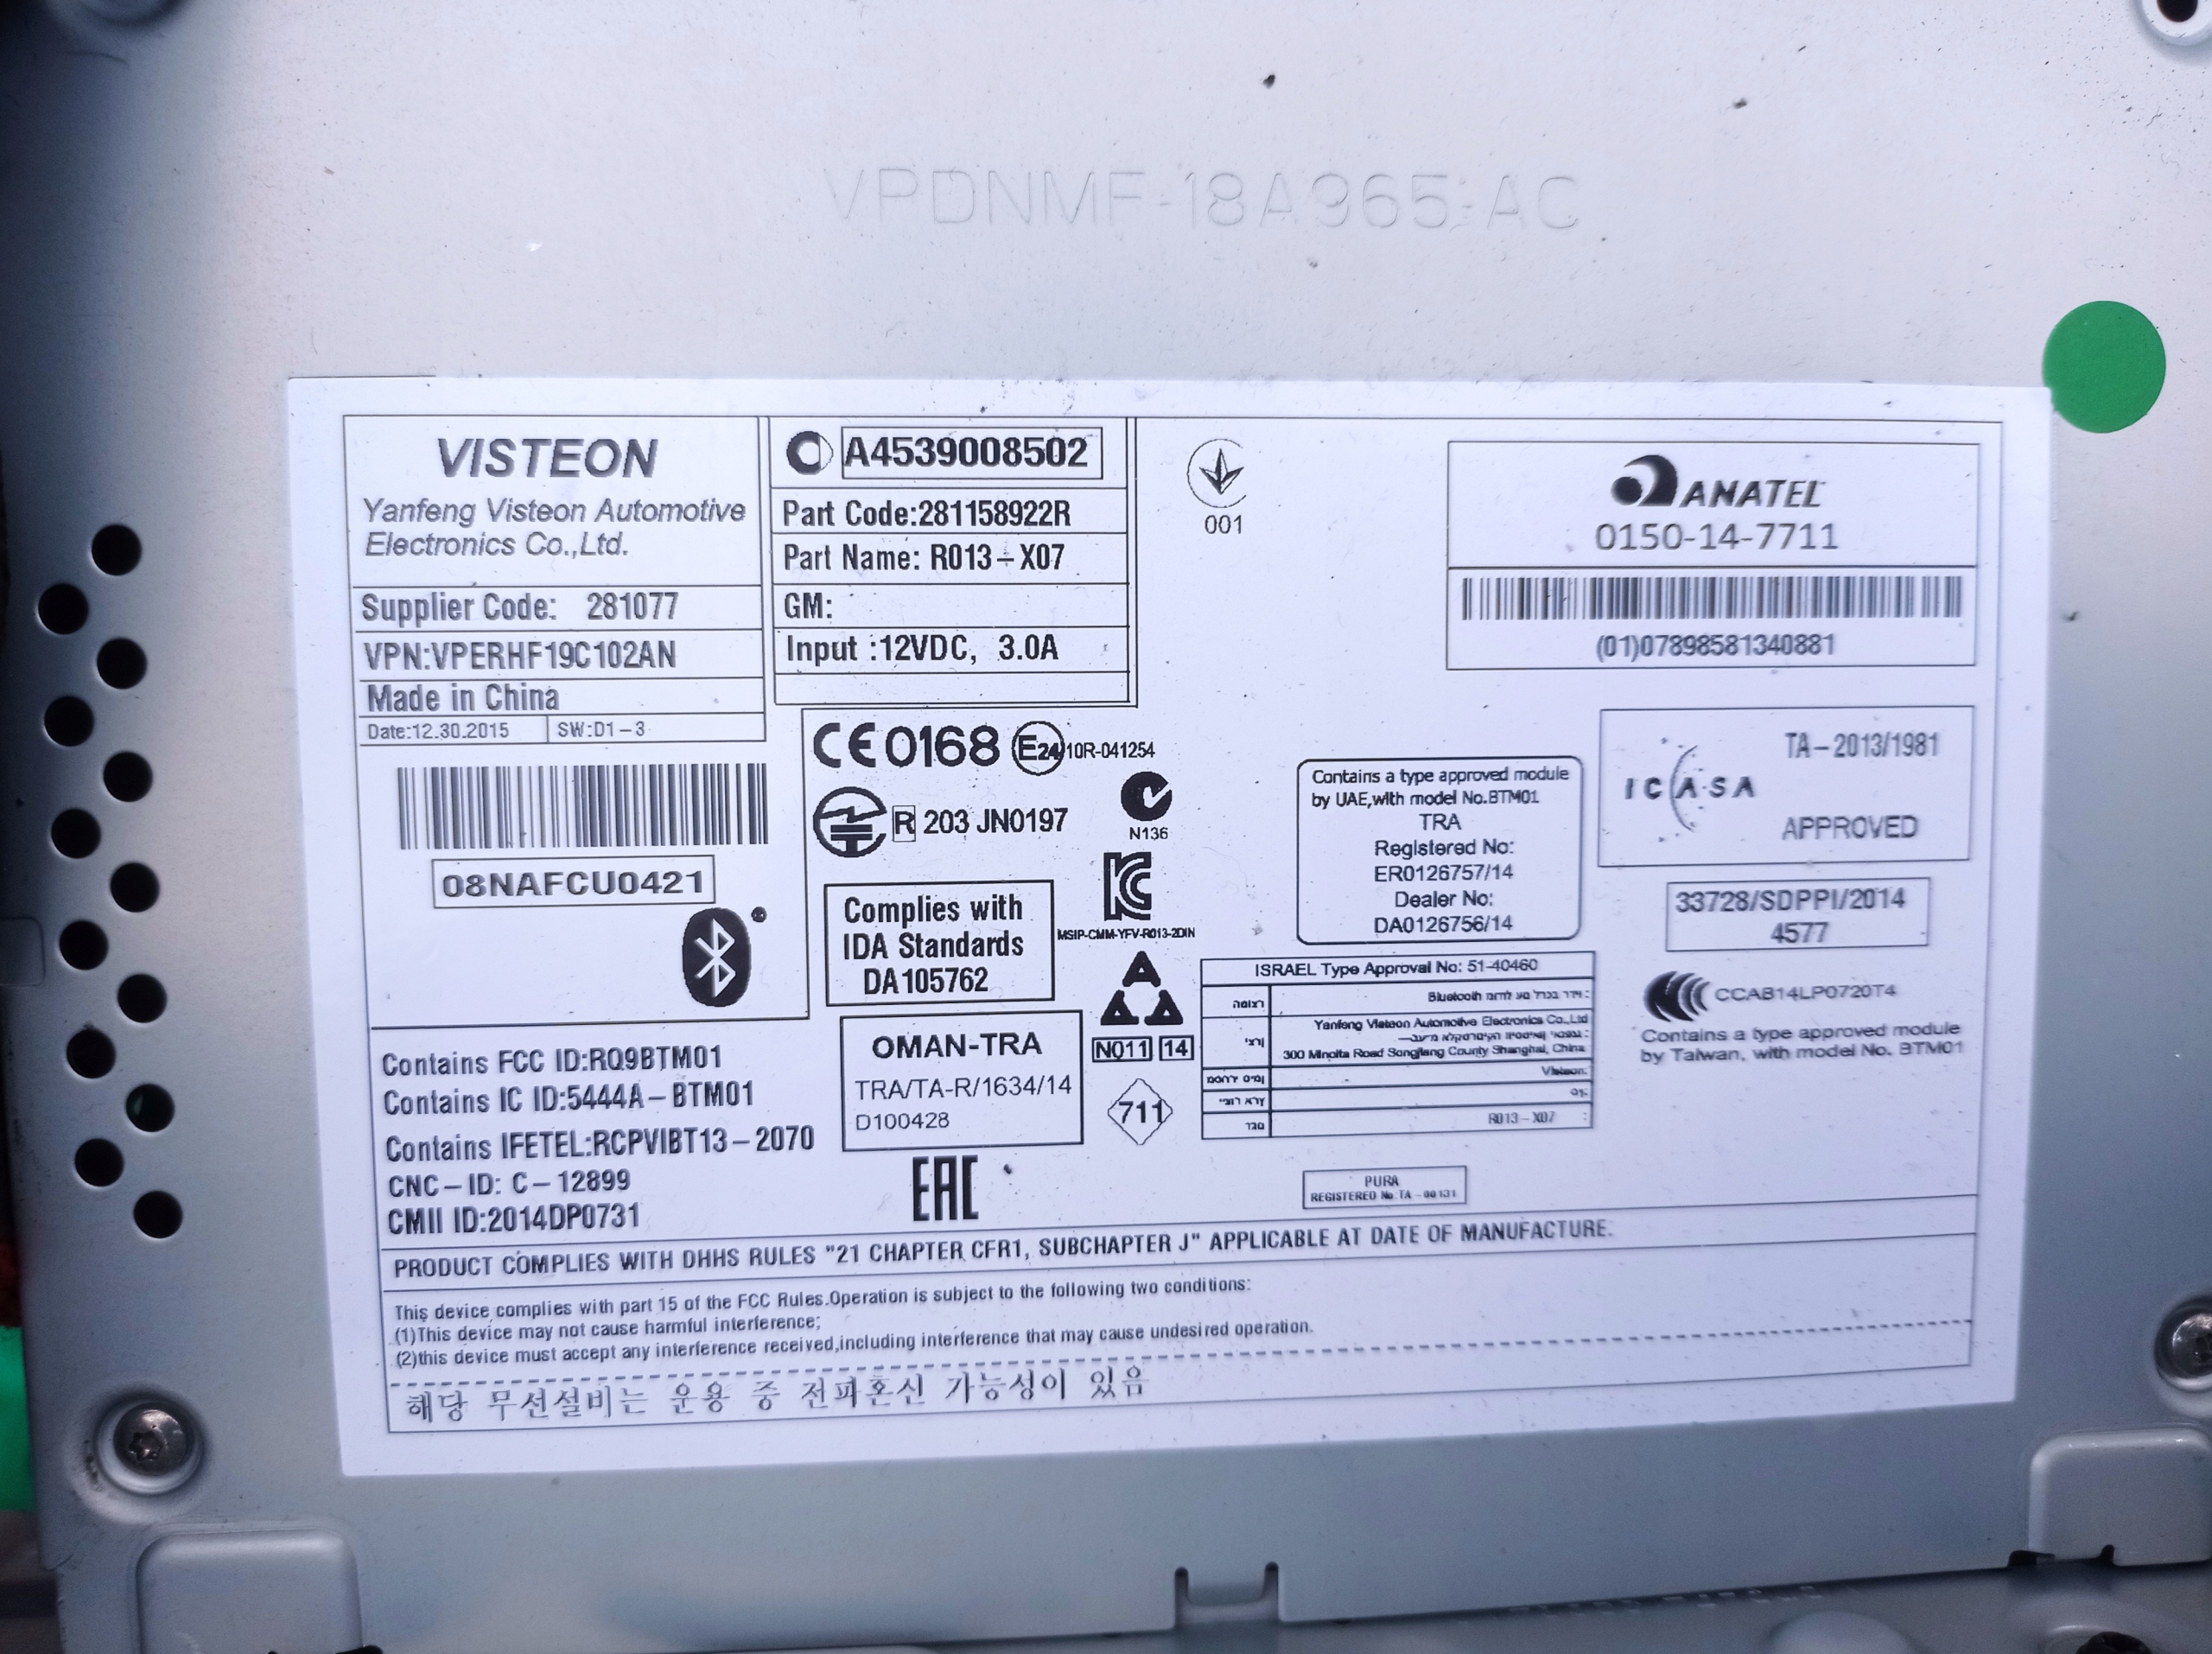 VPDNMF-18A965-AC
VISTEON
Yanfeng Visteon Automotive
Electronics Co.,Ltd.
Supplier Code: 281077
VPN:VPERHF19C102AN
Made in China
Date:12.30.2015 SW:D1-3
08NAFCU0421
A4539008502
Part Code:281158922R
Part Name: R013-X07
GM:
Input :12VDC, 3.0A
001
ANATEL
0150-14-7711
(01)07898581340881
CE0168 E24 10R-041254
R 203 JN0197
N136
Complies with
IDA Standards
DA105762
MSIP-CMM-YFV-R013-2DIN
OMAN-TRA
TRA/TA-R/1634/14
D100428
N011 14
711
EAC
Contains a type approved module
by UAE,with model No.BTM01
TRA
Registered No:
ER0126757/14
Dealer No:
DA0126756/14
ICASA
TA-2013/1981
APPROVED
33728/SDPPI/2014
4577
CCAB14LP0720T4
Contains a type approved module
by Taiwan, with model No. BTM01
ISRAEL Type Approval No: 51-40460
Bluetooth
Yanfeng Visteon Automotive Electronics Co.,Ltd
300 Minolta Road Songjiang County Shanghai, China
Visteon:
R013-X07 :
PURA
REGISTERED No. TA-00131
Contains FCC ID:RQ9BTM01
Contains IC ID:5444A-BTM01
Contains IFETEL:RCPVIBT13-2070
CNC-ID: C-12899
CMII ID:2014DP0731
PRODUCT COMPLIES WITH DHHS RULES "21 CHAPTER CFR1, SUBCHAPTER J" APPLICABLE AT DATE OF MANUFACTURE.
This device complies with part 15 of the FCC Rules.Operation is subject to the following two conditions:
(1)This device may not cause harmful interference;
(2)this device must accept any interference received,including interference that may cause undesired operation.
해당 무선설비는 운용 중 전파혼신 가능성이 있음